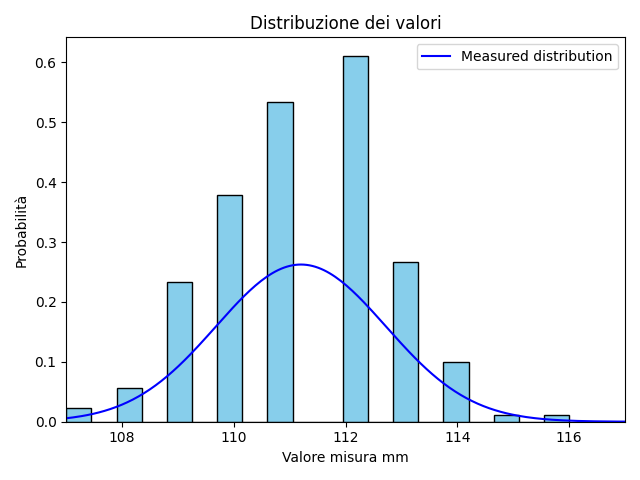 Distribuzione dei valori
Measured distribution
Probabilità
0.6
0.5
0.4
0.3
0.2
0.1
0.0
108 110 112 114 116
Valore misura mm